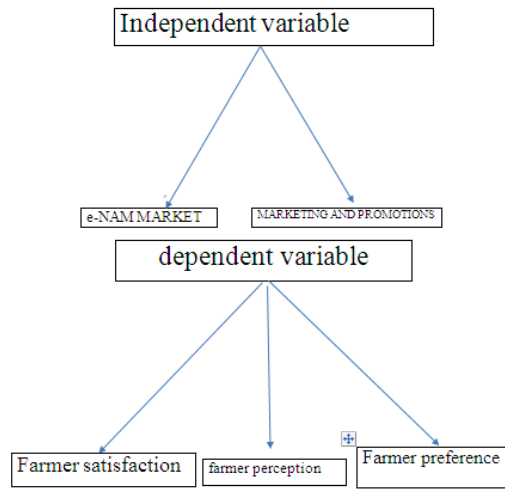 Independent variable
e-NAM MARKET
MARKETING AND PROMOTIONS
dependent variable
Farmer satisfaction
farmer perception
Farmer preference